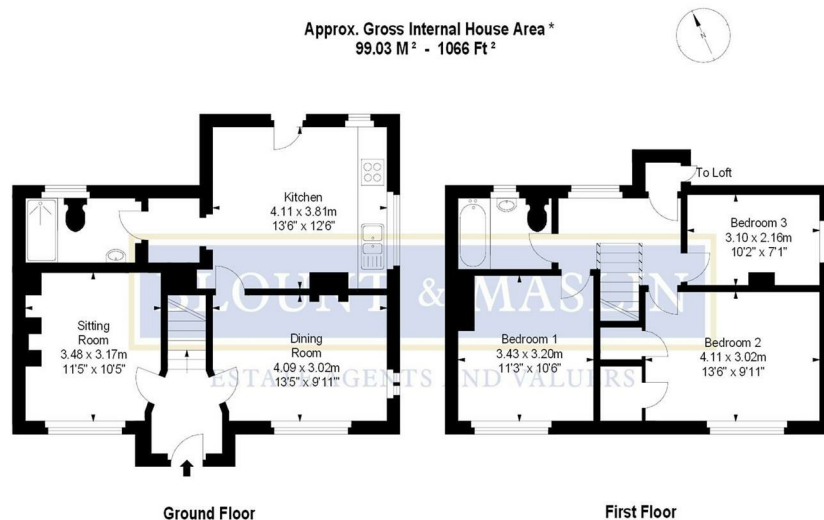 Approx. Gross Internal House Area *
99.03 M² - 1066 Ft²
N
Kitchen
4.11 x 3.81m
13'6" x 12'6"
Sitting
Room
3.48 x 3.17m
11'5" x 10'5"
Dining
Room
4.09 x 3.02m
13'5" x 9'11"
Ground Floor
To Loft
Bedroom 3
3.10 x 2.16m
10'2" x 7'1"
Bedroom 1
3.43 x 3.20m
11'3" x 10'6"
Bedroom 2
4.11 x 3.02m
13'6" x 9'11"
First Floor
BLOUNT & MASLIN
ESTATE AGENTS AND VALUERS